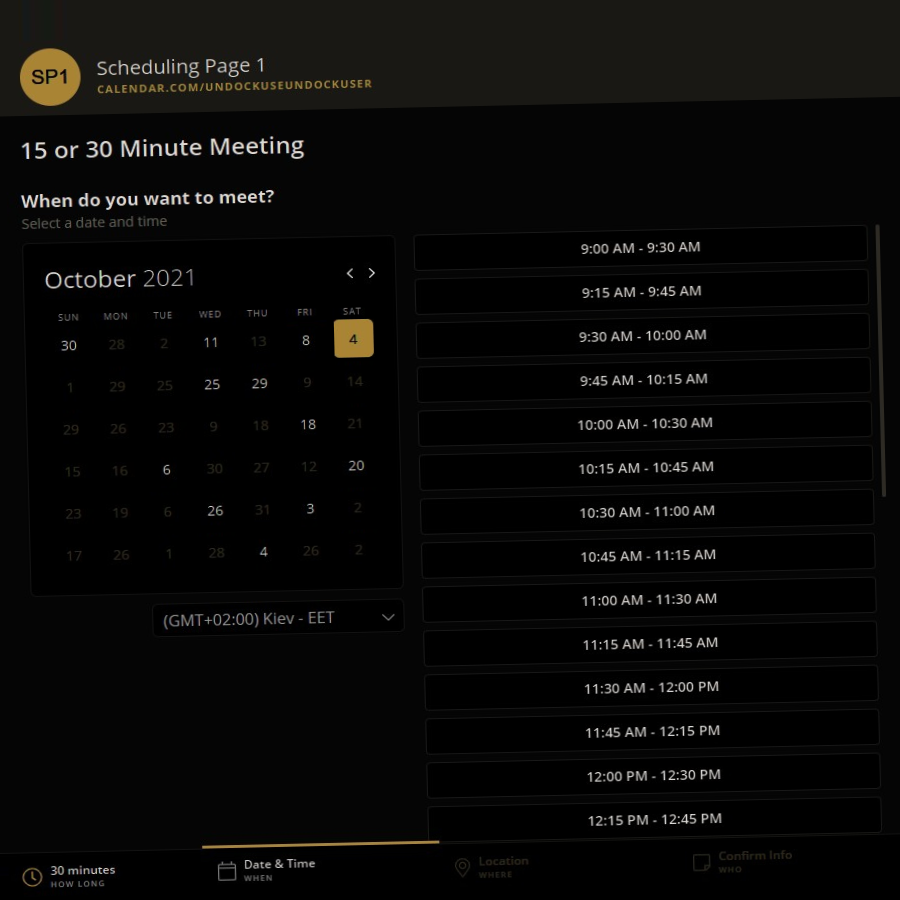 SP1
Scheduling Page 1
CALENDAR.COM/UNDOCKUSEUNDOCKUSER
15 or 30 Minute Meeting
When do you want to meet?
Select a date and time
October 2021
SUN MON TUE WED THU FRI SAT
30 28 2 11 13 8 4
1 29 25 25 29 9 14
29 26 23 9 18 18 21
15 16 6 30 27 12 20
23 19 6 26 31 3 2
17 26 1 28 4 26 2
(GMT+02:00) Kiev - EET
9:00 AM - 9:30 AM
9:15 AM - 9:45 AM
9:30 AM - 10:00 AM
9:45 AM - 10:15 AM
10:00 AM - 10:30 AM
10:15 AM - 10:45 AM
10:30 AM - 11:00 AM
10:45 AM - 11:15 AM
11:00 AM - 11:30 AM
11:15 AM - 11:45 AM
11:30 AM - 12:00 PM
11:45 AM - 12:15 PM
12:00 PM - 12:30 PM
12:15 PM - 12:45 PM
30 minutes
HOW LONG
Date & Time
WHEN
Location
WHERE
Confirm Info
WHO